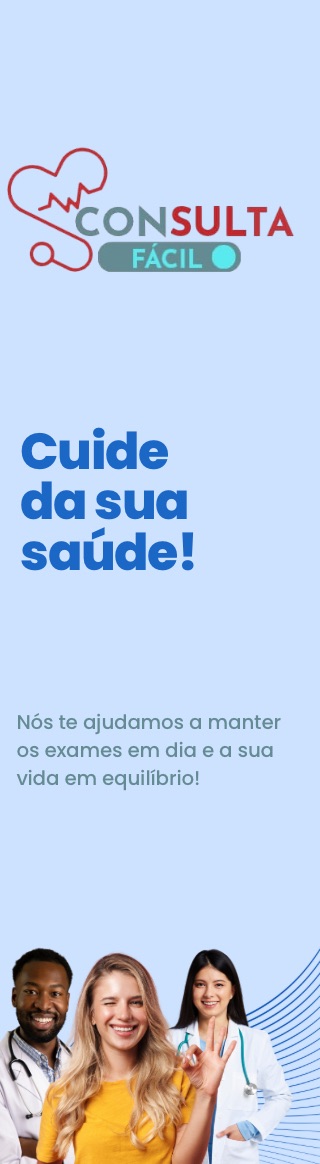 CONSULTA
FÁCIL
Cuide
da sua
saúde!
Nós te ajudamos a manter
os exames em dia e a sua
vida em equilíbrio!